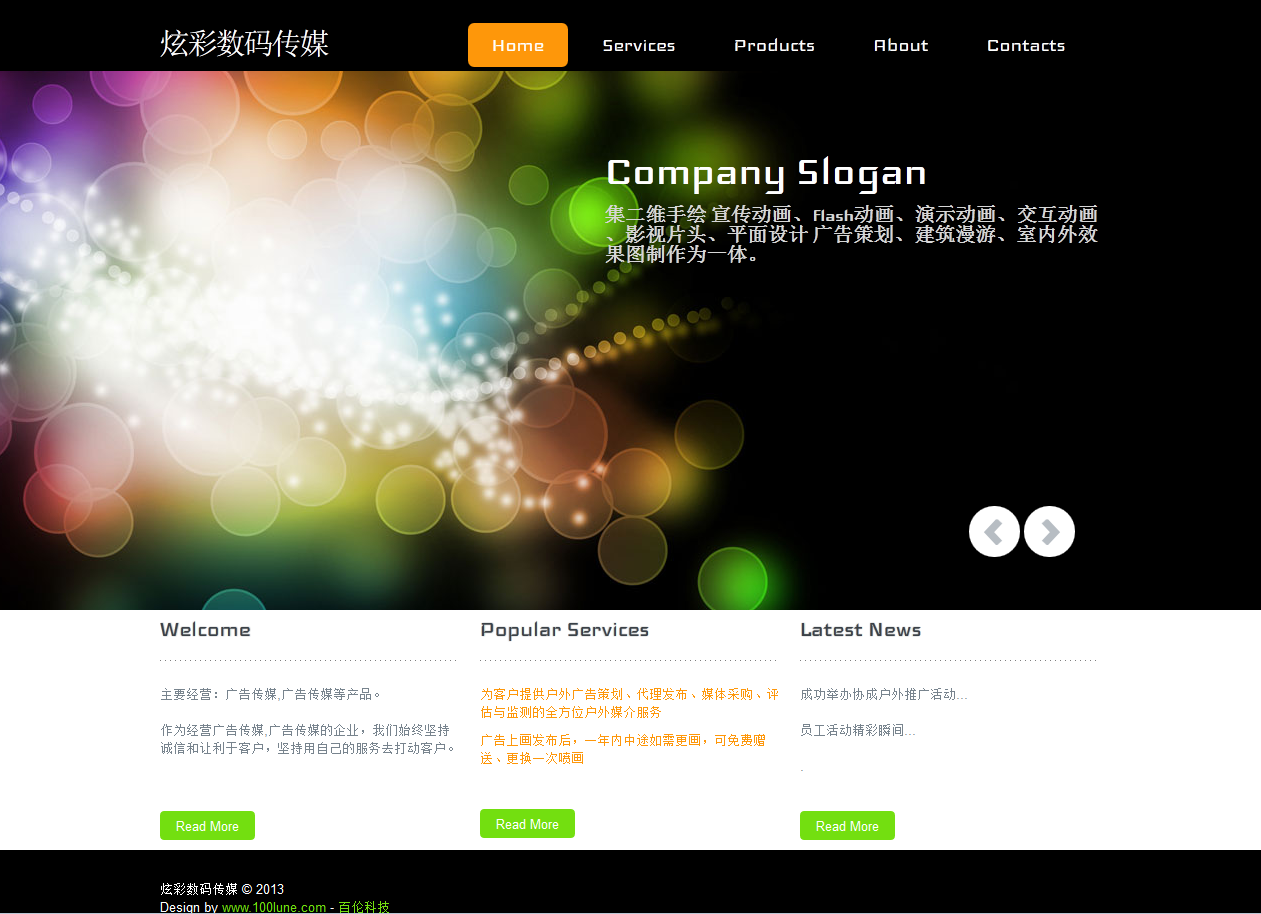 炫彩数码传媒
Home Services Products About Contacts
Company Slogan
集二维手绘 宣传动画、Flash动画、演示动画、交互动画
、影视片头、平面设计 广告策划、建筑漫游、室内外效
果图制作为一体。
Welcome
主要经营：广告传媒,广告传媒等产品。
作为经营广告传媒,广告传媒的企业，我们始终坚持
诚信和让利于客户，坚持用自己的服务去打动客户。
Read More
Popular Services
为客户提供户外广告策划、代理发布、媒体采购、评
估与监测的全方位户外媒介服务
广告上画发布后，一年内中途如需更画，可免费赠
送、更换一次喷画
Read More
Latest News
成功举办协成户外推广活动...
员工活动精彩瞬间...
.
Read More
炫彩数码传媒 © 2013
Design by www.100lune.com - 百伦科技